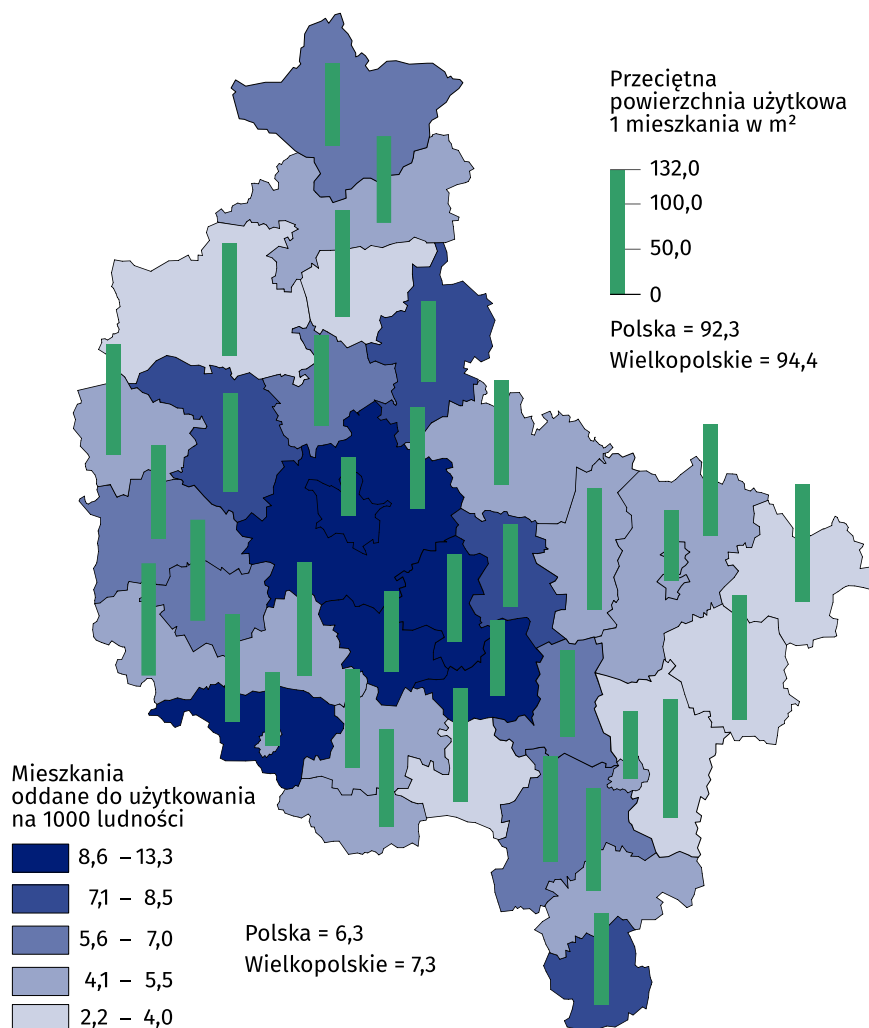 Przeciętna
powierzchnia użytkowa
1 mieszkania w m²
132,0
100,0
50,0
0
Polska = 92,3
Wielkopolskie = 94,4
Mieszkania
oddane do użytkowania
na 1000 ludności
8,6 – 13,3
7,1 – 8,5
5,6 – 7,0
4,1 – 5,5
2,2 – 4,0
Polska = 6,3
Wielkopolskie = 7,3